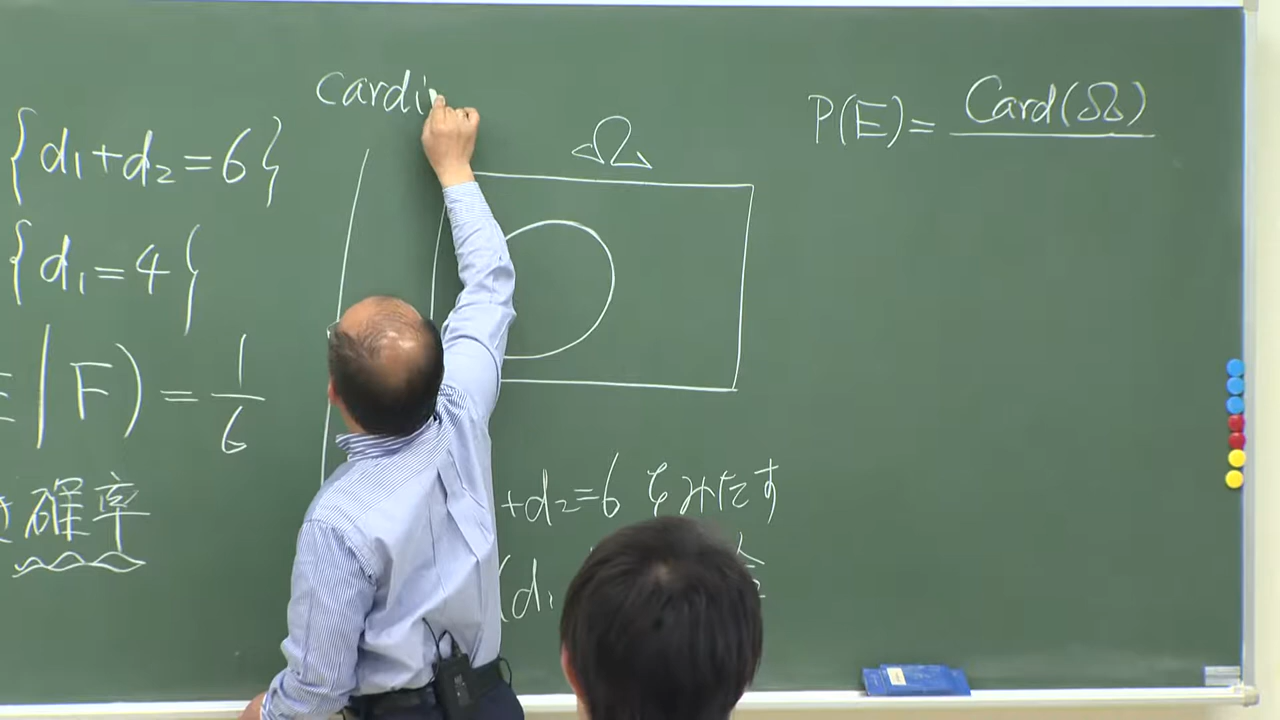 {d₁+d₂=6}
{d₁=4}
| F) = 1/6
確率
cardi
Ω
+d₂=6 をみたす
(d₁
P(E)= Card(Ω)